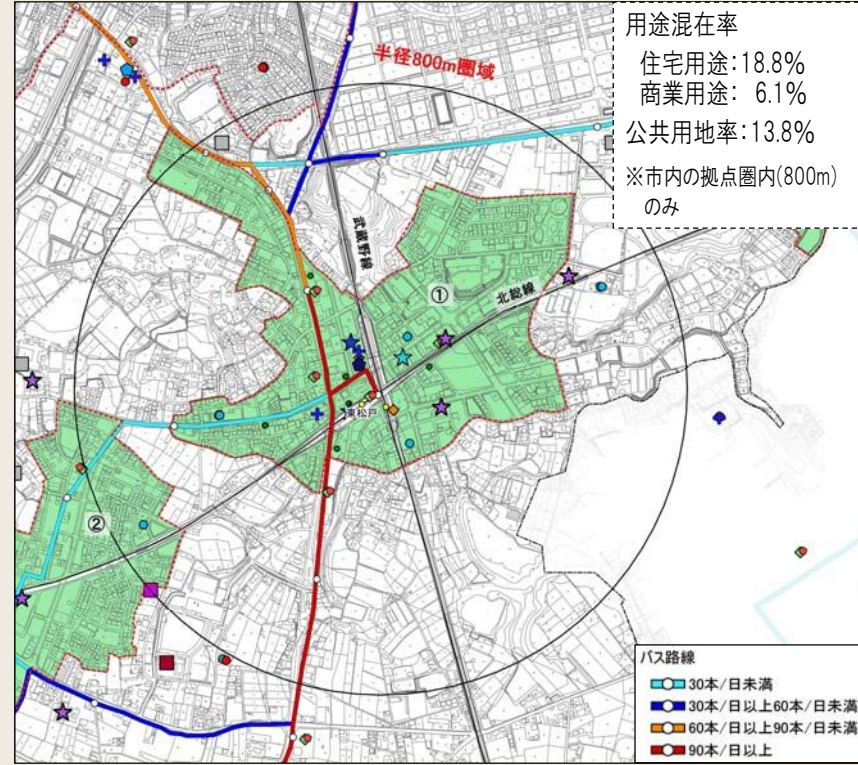 半径800m圏域
用途混在率
住宅用途:18.8%
商業用途: 6.1%
公共用地率:13.8%
※市内の拠点圏内(800m)
のみ
武蔵野線
①
北総線
東松戸
②
バス路線
30本/日未満
30本/日以上60本/日未満
60本/日以上90本/日未満
90本/日以上